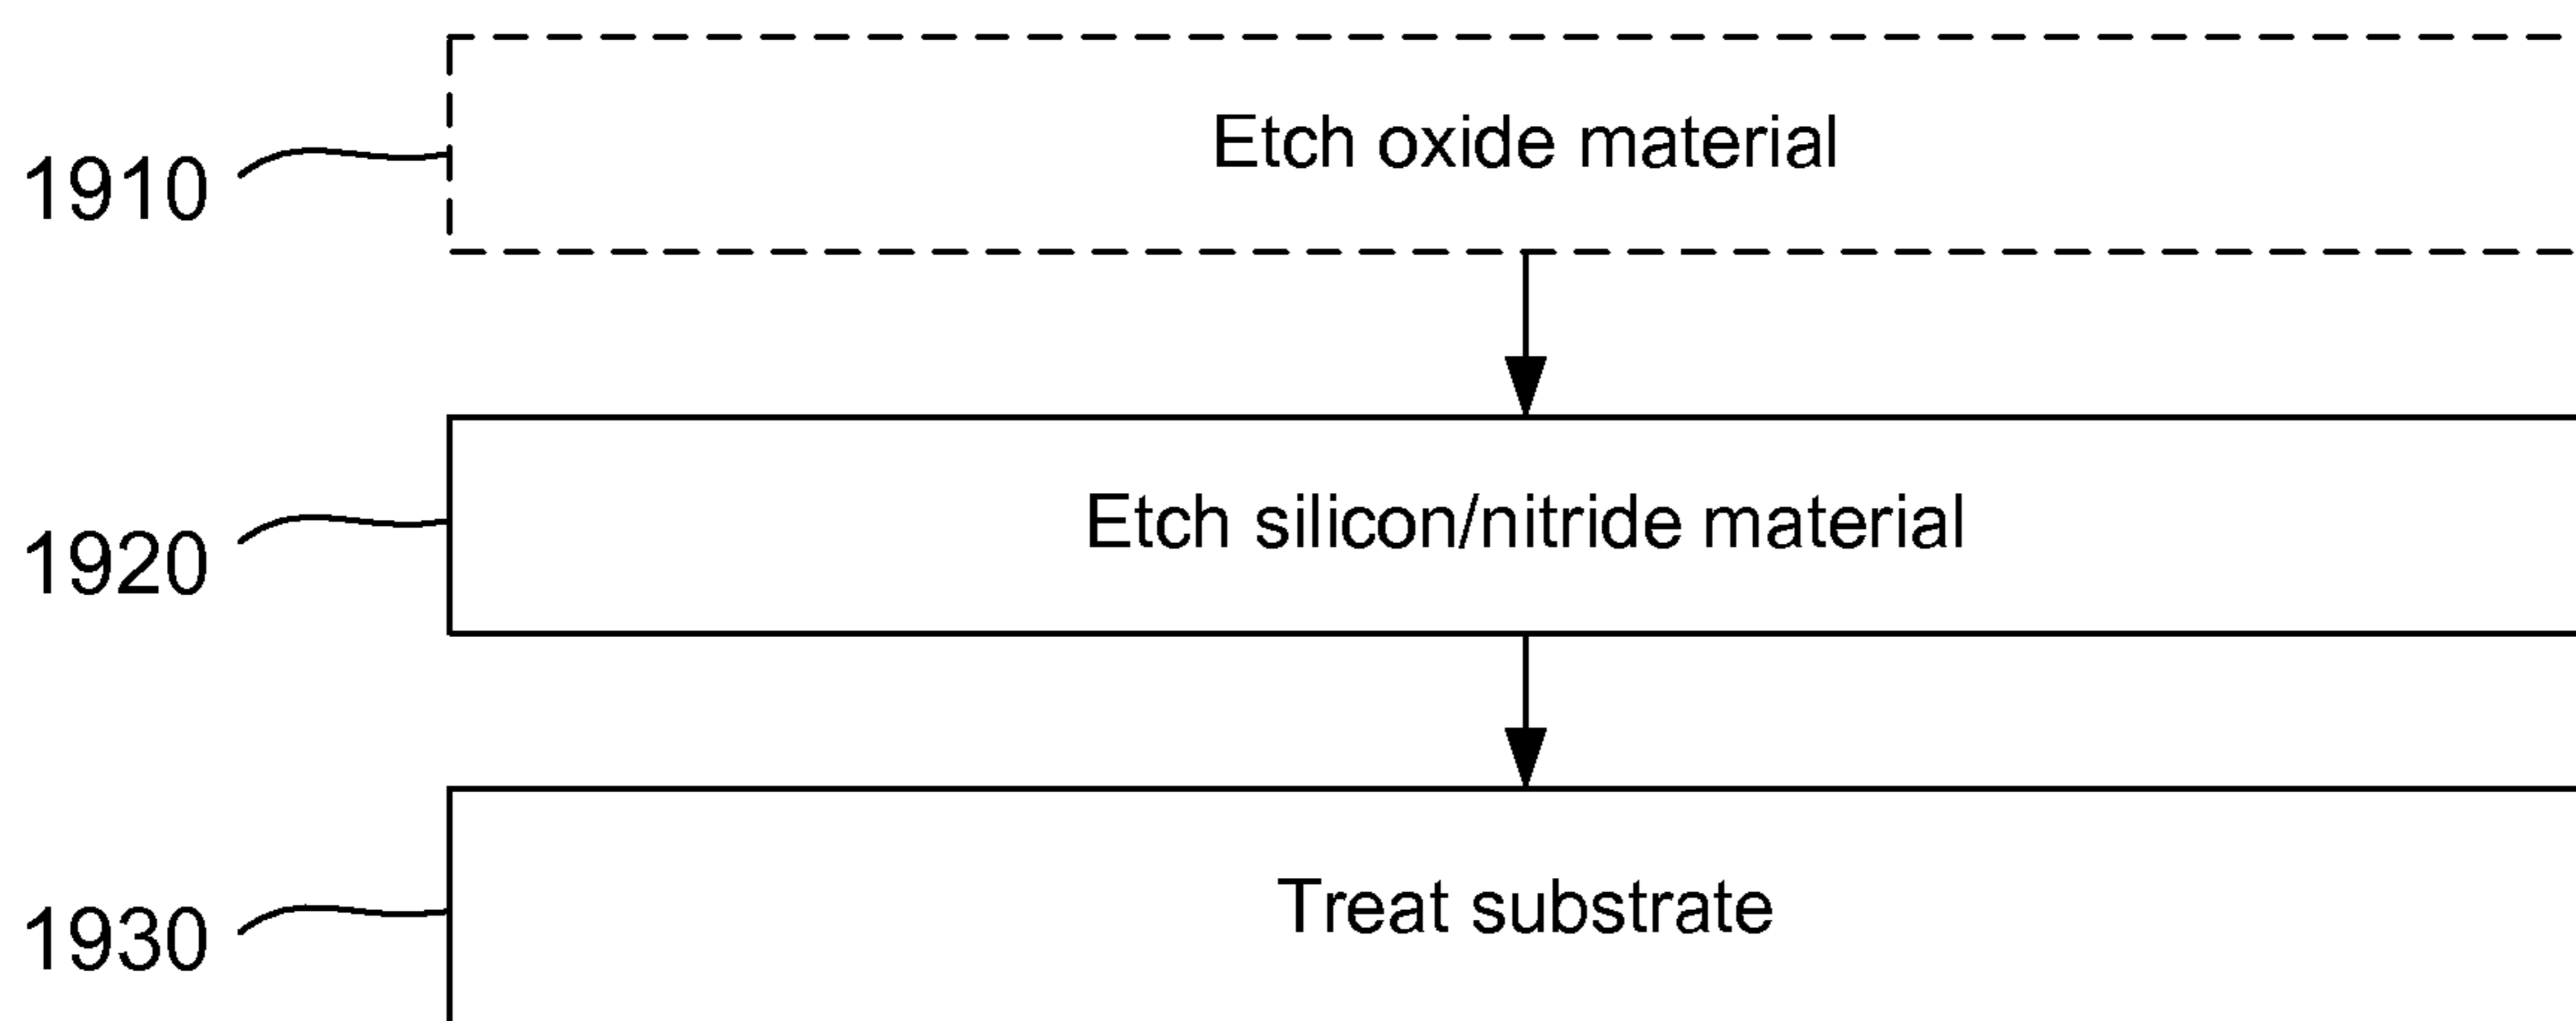 Etch oxide material
1910
Etch silicon/nitride material
1920
Treat substrate
1930